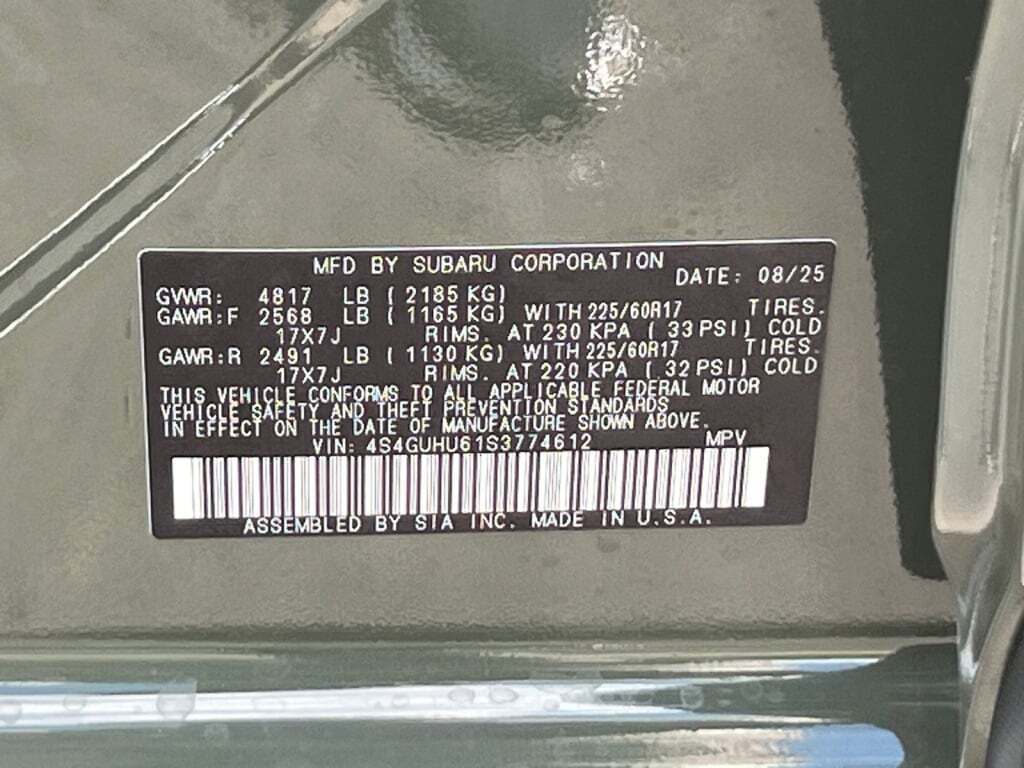 MFD BY SUBARU CORPORATION DATE: 08/25
GVWR: 4817 LB ( 2185 KG)
GAWR:F 2568 LB ( 1165 KG) WITH 225/60R17 TIRES.
17X7J RIMS. AT 230 KPA ( 33 PSI) COLD
GAWR:R 2491 LB ( 1130 KG) WITH 225/60R17 TIRES.
17X7J RIMS. AT 220 KPA ( 32 PSI) COLD
THIS VEHICLE CONFORMS TO ALL APPLICABLE FEDERAL MOTOR
VEHICLE SAFETY AND THEFT PREVENTION STANDARDS
IN EFFECT ON THE DATE OF MANUFACTURE SHOWN ABOVE.
VIN: 4S4GUHU61S3774612 MPV
ASSEMBLED BY SIA INC. MADE IN U.S.A.